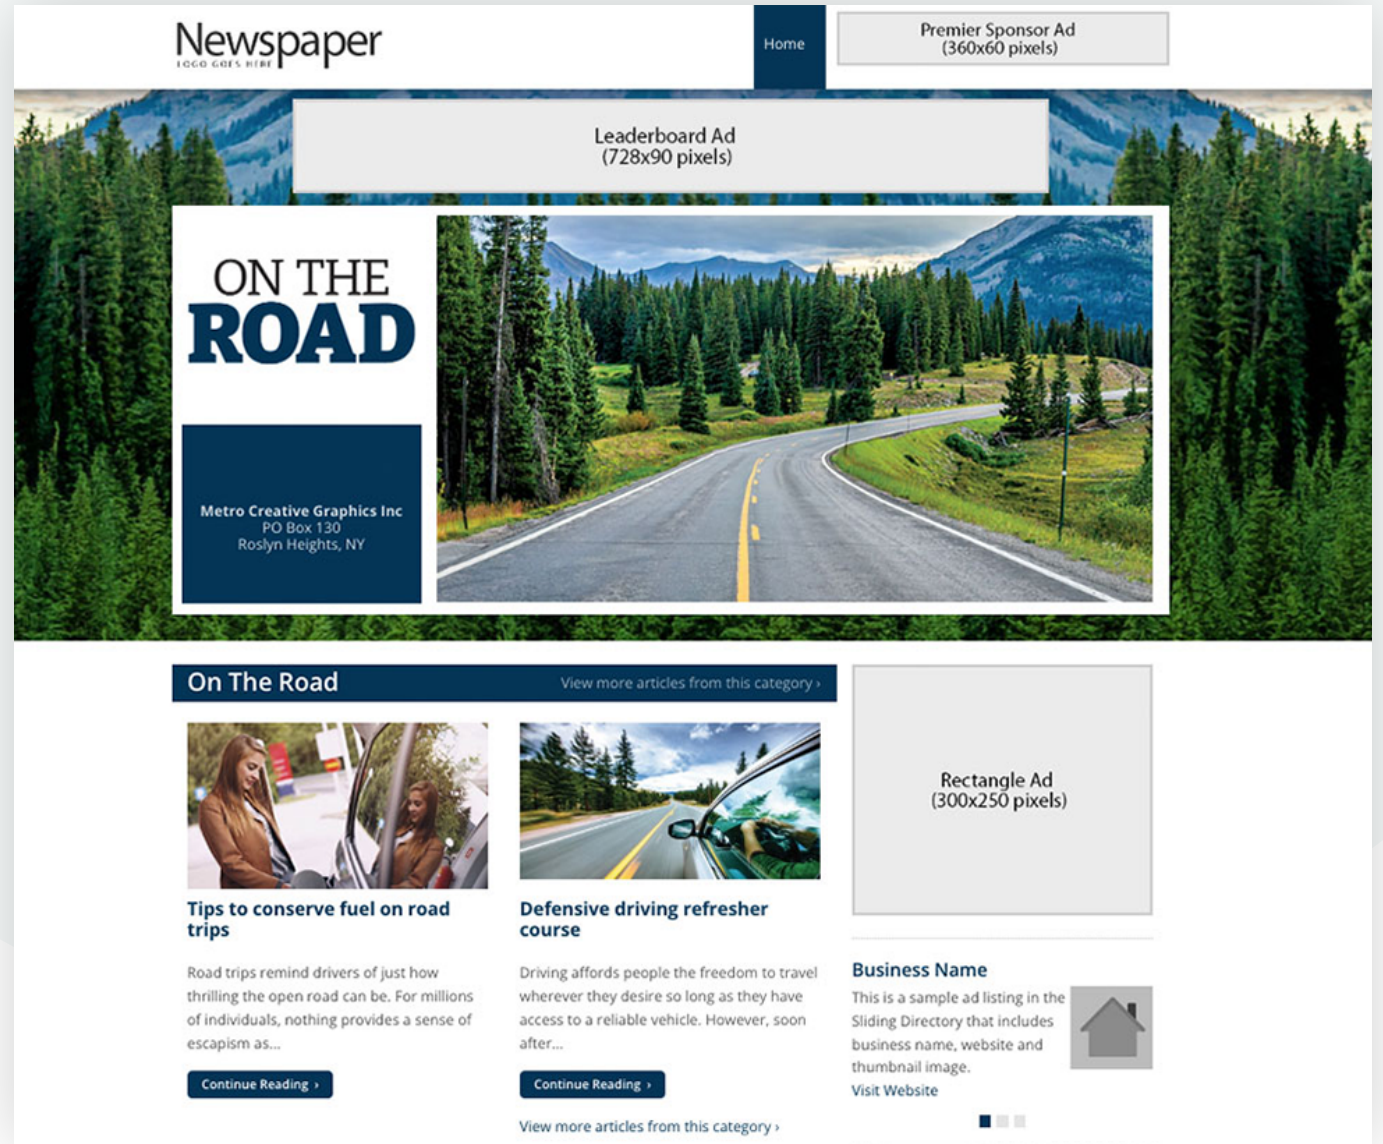 Newspaper
LOGO GOES HERE
Home
Premier Sponsor Ad
(360x60 pixels)
Leaderboard Ad
(728x90 pixels)
ON THE
ROAD
Metro Creative Graphics Inc
PO Box 130
Roslyn Heights, NY
On The Road
View more articles from this category ›
Tips to conserve fuel on road
trips
Road trips remind drivers of just how
thrilling the open road can be. For millions
of individuals, nothing provides a sense of
escapism as...
Continue Reading ›
Defensive driving refresher
course
Driving affords people the freedom to travel
wherever they desire so long as they have
access to a reliable vehicle. However, soon
after...
Continue Reading ›
View more articles from this category ›
Rectangle Ad
(300x250 pixels)
Business Name
This is a sample ad listing in the
Sliding Directory that includes
business name, website and
thumbnail image.
Visit Website